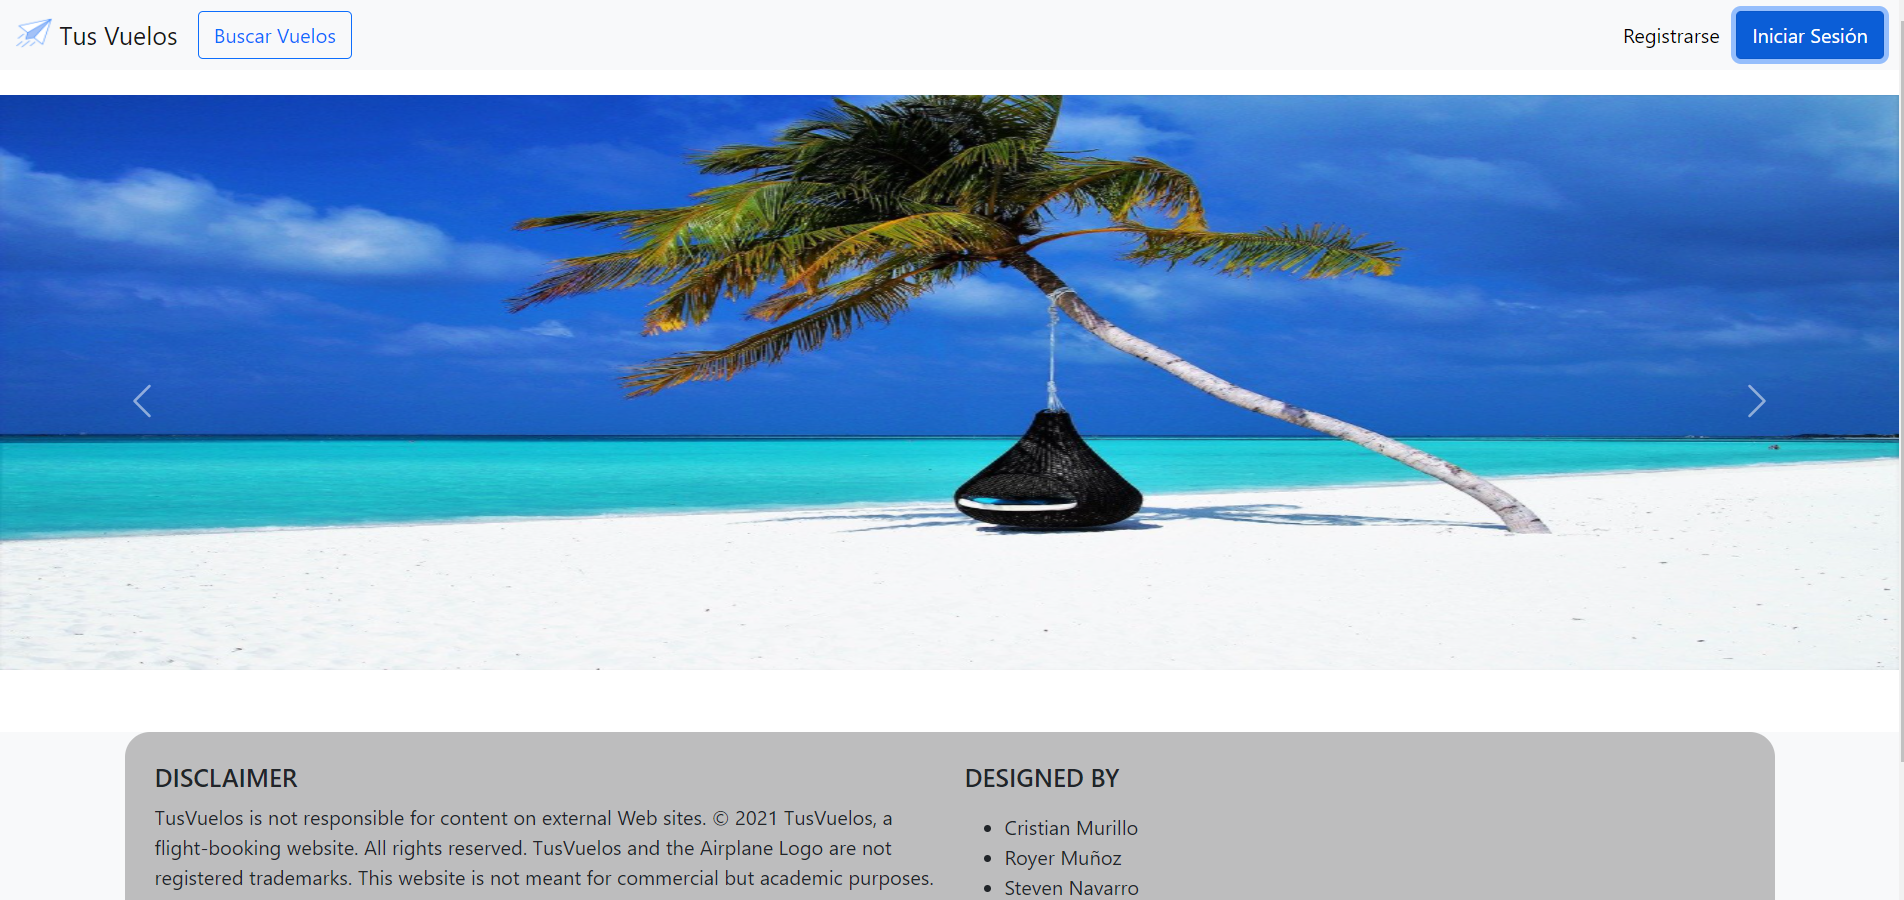 Tus Vuelos
Buscar Vuelos
Registrarse
Iniciar Sesión
DISCLAIMER
TusVuelos is not responsible for content on external Web sites. © 2021 TusVuelos, a
flight-booking website. All rights reserved. TusVuelos and the Airplane Logo are not
registered trademarks. This website is not meant for commercial but academic purposes.
DESIGNED BY
Cristian Murillo
Royer Muñoz
Steven Navarro